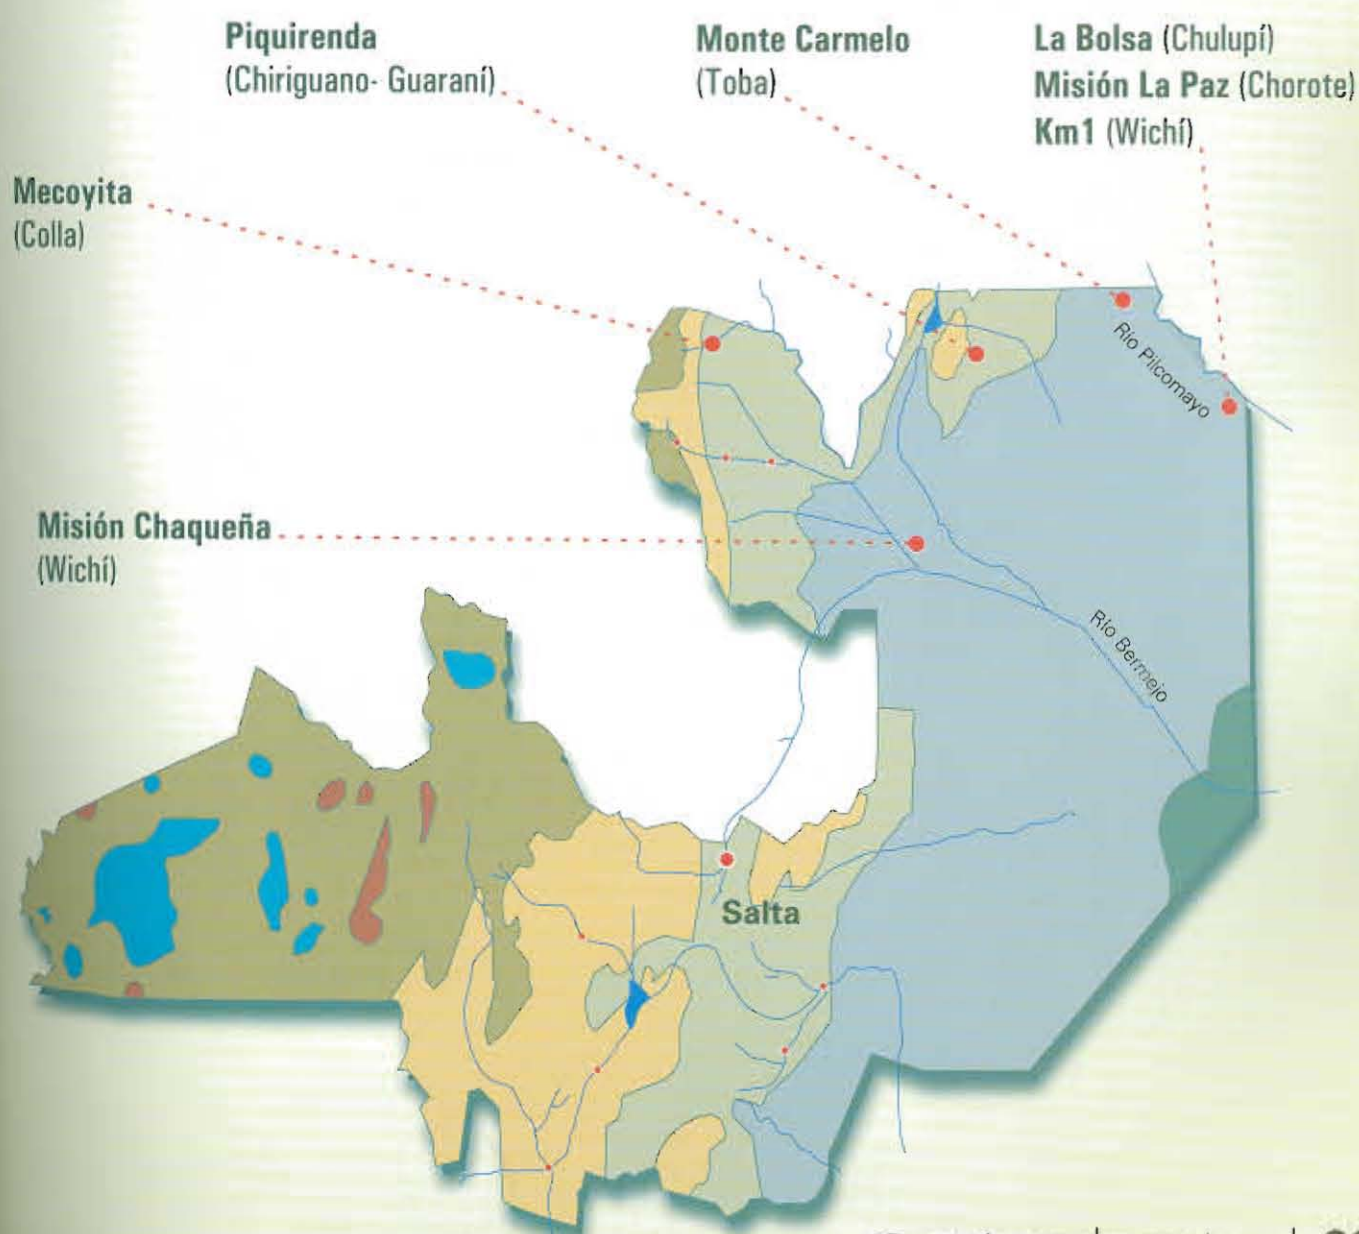 Piquirenda
(Chiriguano- Guaraní)
Monte Carmelo
(Toba)
La Bolsa (Chulupí)
Misión La Paz (Chorote)
Km1 (Wichí)
Mecoyita
(Colla)
Río Pilcomayo
Misión Chaqueña
(Wichí)
Río Bermejo
Salta